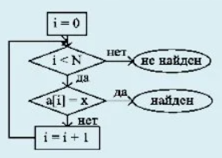 i = 0
i < N
нет
не найден
да
a[i] = x
да
найден
нет
i = i + 1